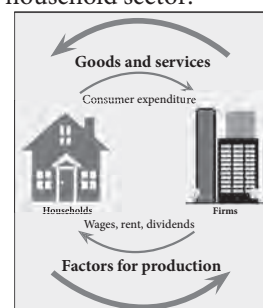 household sector.
Goods and services
Consumer expenditure
Households
Firms
Wages, rent, dividends
Factors for production